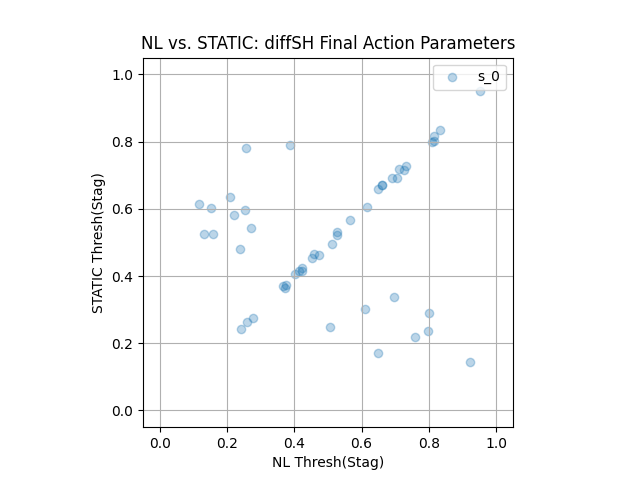 NL vs. STATIC: diffSH Final Action Parameters
s_0
1.0
0.8
0.6
0.4
0.2
0.0
STATIC Thresh(Stag)
0.0 0.2 0.4 0.6 0.8 1.0
NL Thresh(Stag)